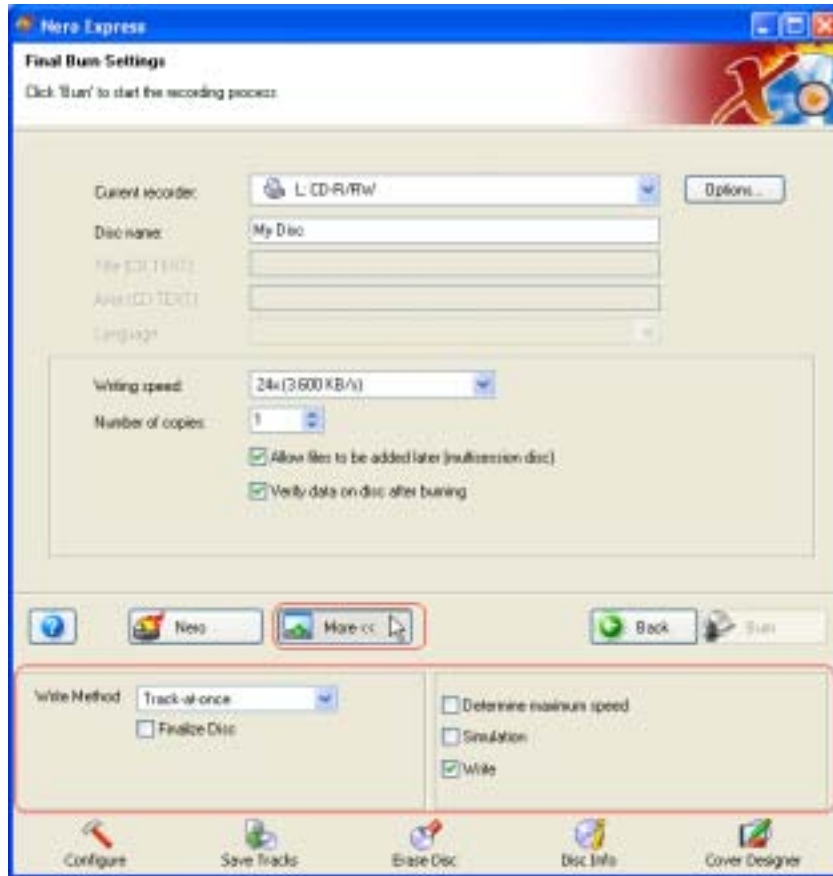 Nero Express
Final Burn Settings
Click 'Burn' to start the recording process
Current recorder: L: CD-R/RW Options...
Disc name: My Disc
Title (CD TEXT):
Artist (CD TEXT):
Language
Writing speed: 24x (3.600 KB/s)
Number of copies: 1
Allow files to be added later (multisession disc)
Verify data on disc after burning
Nero More << Back Burn
Write Method Track-at-once
Finalize Disc
Determine maximum speed
Simulation
Write
Configure Save Tracks Erase Disc Disc Info Cover Designer